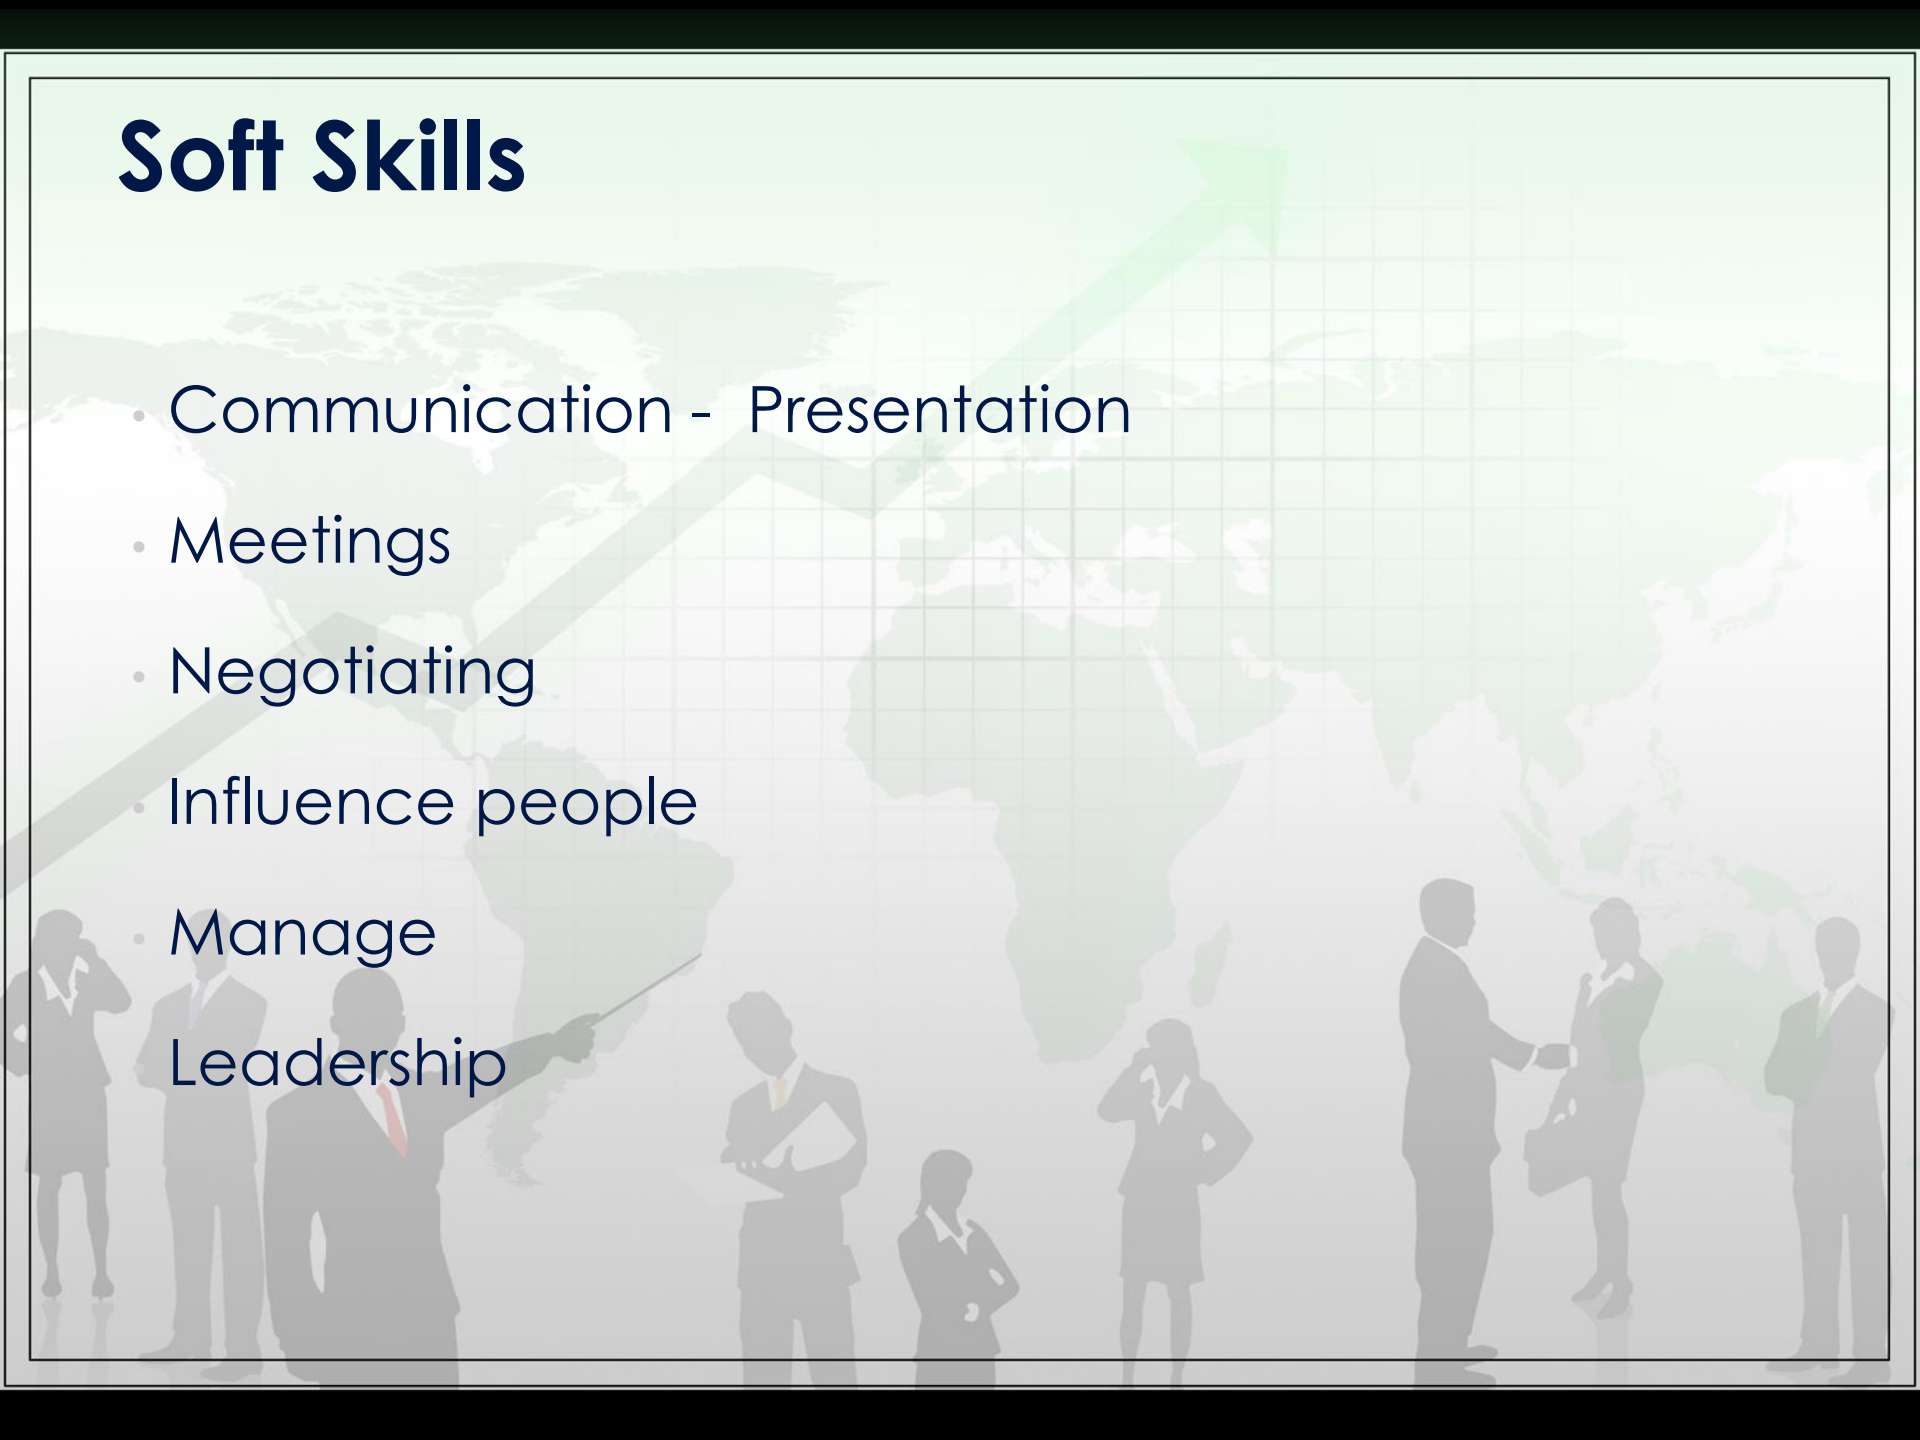 Soft Skills
• Communication -  Presentation
• Meetings
• Negotiating
• Influence people
• Manage
• Leadership